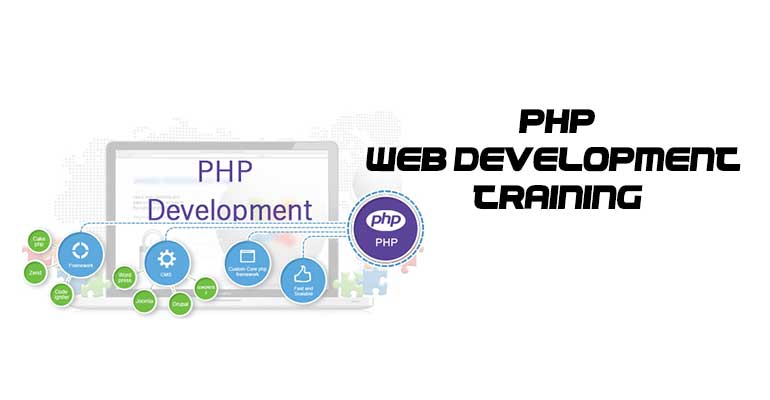 PHP
WEB DEVELOPMENT
TRAINING
PHP
Development
php
PHP
Cake
php
Zend
Code
igniter
Framework
Word
press
Joomla
Drupal
CMS
Custom Core php
framework
Fast and
Scalable